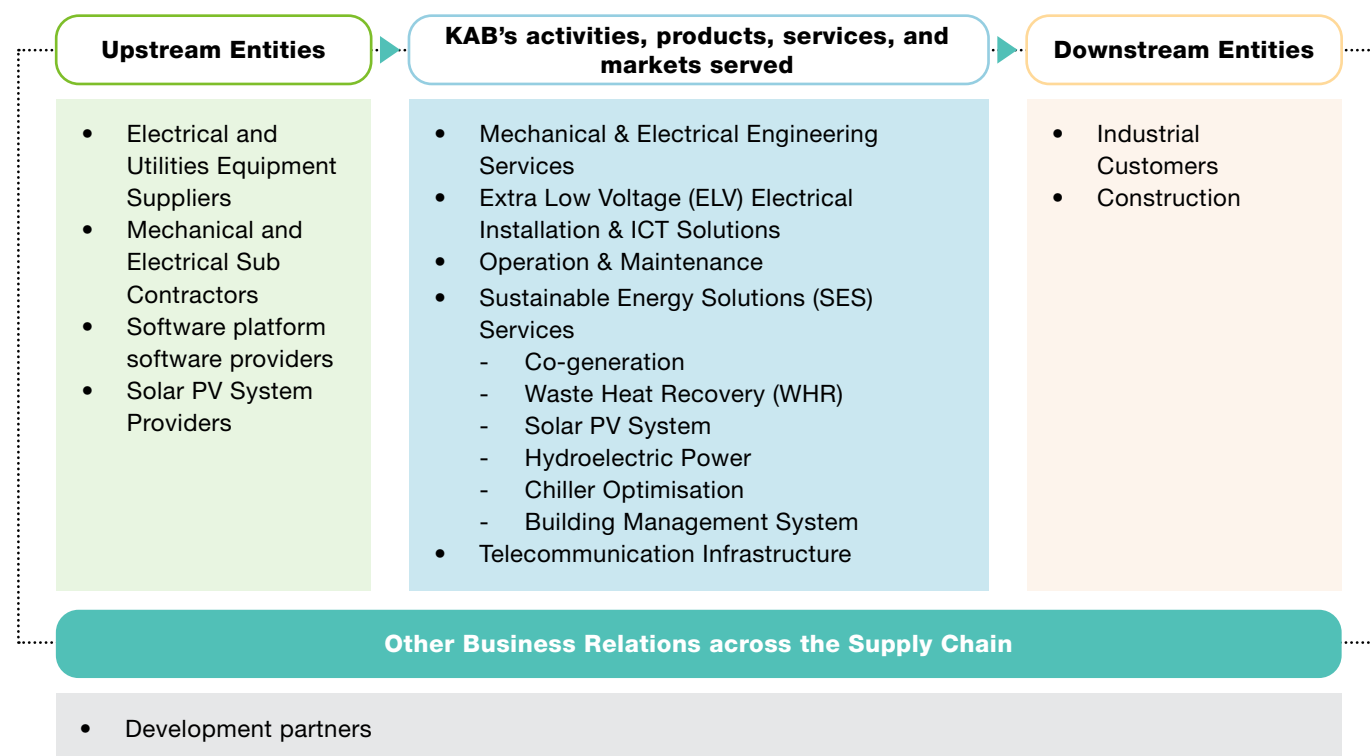 Upstream Entities
KAB's activities, products, services, and
markets served
Downstream Entities
• Electrical and
Utilities Equipment
Suppliers
• Mechanical and
Electrical Sub
Contractors
• Software platform
software providers
• Solar PV System
Providers
• Mechanical & Electrical Engineering
Services
• Extra Low Voltage (ELV) Electrical
Installation & ICT Solutions
• Operation & Maintenance
• Sustainable Energy Solutions (SES)
Services
- Co-generation
- Waste Heat Recovery (WHR)
- Solar PV System
- Hydroelectric Power
- Chiller Optimisation
- Building Management System
• Telecommunication Infrastructure
• Industrial
Customers
• Construction
Other Business Relations across the Supply Chain
• Development partners